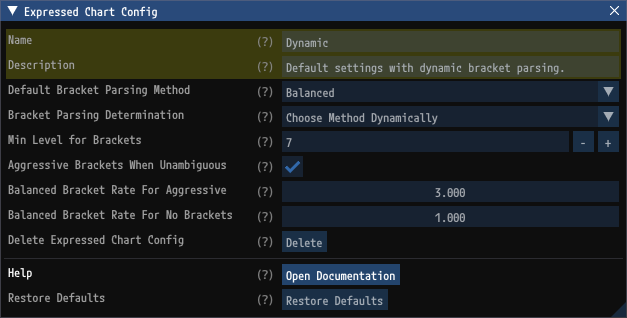 Expressed Chart Config
Name (?) Dynamic
Description (?) Default settings with dynamic bracket parsing.
Default Bracket Parsing Method (?) Balanced
Bracket Parsing Determination (?) Choose Method Dynamically
Min Level for Brackets (?) 7 - +
Aggressive Brackets When Unambiguous (?)
Balanced Bracket Rate For Aggressive (?) 3.000
Balanced Bracket Rate For No Brackets (?) 1.000
Delete Expressed Chart Config (?) Delete
Help (?) Open Documentation
Restore Defaults (?) Restore Defaults